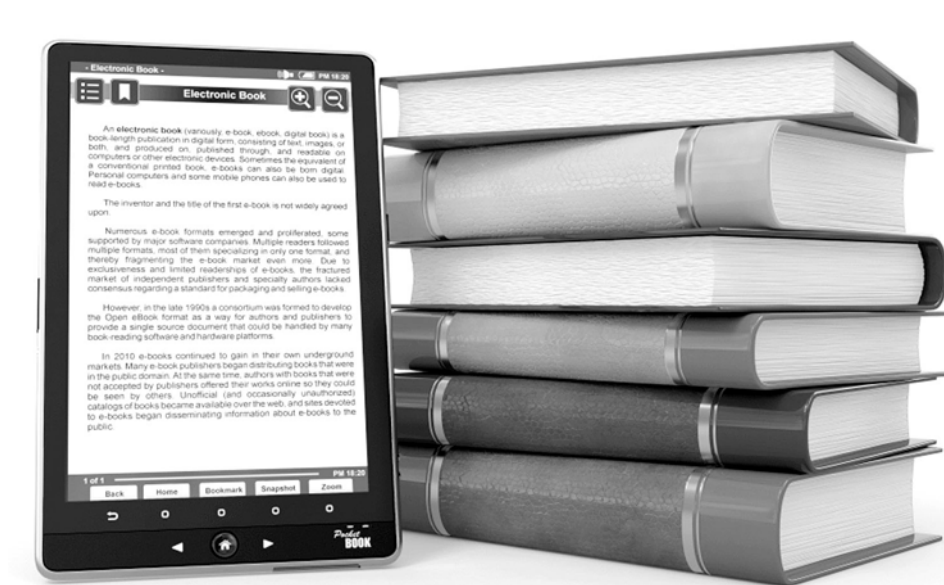 - Electronic Book -
PM 18:20
Electronic Book
An electronic book (variously, e-book, ebook, digital book) is a
book-length publication in digital form, consisting of text, images, or
both, and produced on, published through, and readable on
computers or other electronic devices. Sometimes the equivalent of
a conventional printed book, e-books can also be born digital.
Personal computers and some mobile phones can also be used to
read e-books.
The inventor and the title of the first e-book is not widely agreed
upon.
Numerous e-book formats emerged and proliferated, some
supported by major software companies. Multiple readers followed
multiple formats, most of them specializing in only one format, and
thereby fragmenting the e-book market even more. Due to
exclusiveness and limited readerships of e-books, the fractured
market of independent publishers and specialty authors lacked
consensus regarding a standard for packaging and selling e-books.
However, in the late 1990s a consortium was formed to develop
the Open eBook format as a way for authors and publishers to
provide a single source document that could be handled by many
book-reading software and hardware platforms.
In 2010 e-books continued to gain in their own underground
markets. Many e-book publishers began distributing books that were
in the public domain. At the same time, authors with books that were
not accepted by publishers offered their works online so they could
be seen by others. Unofficial (and occasionally unauthorized)
catalogs of books became available over the web, and sites devoted
to e-books began disseminating information about e-books to the
public.
1 of 1
PM 18:20
Back Home Bookmark Snapshot Zoom
Pocket
BOOK